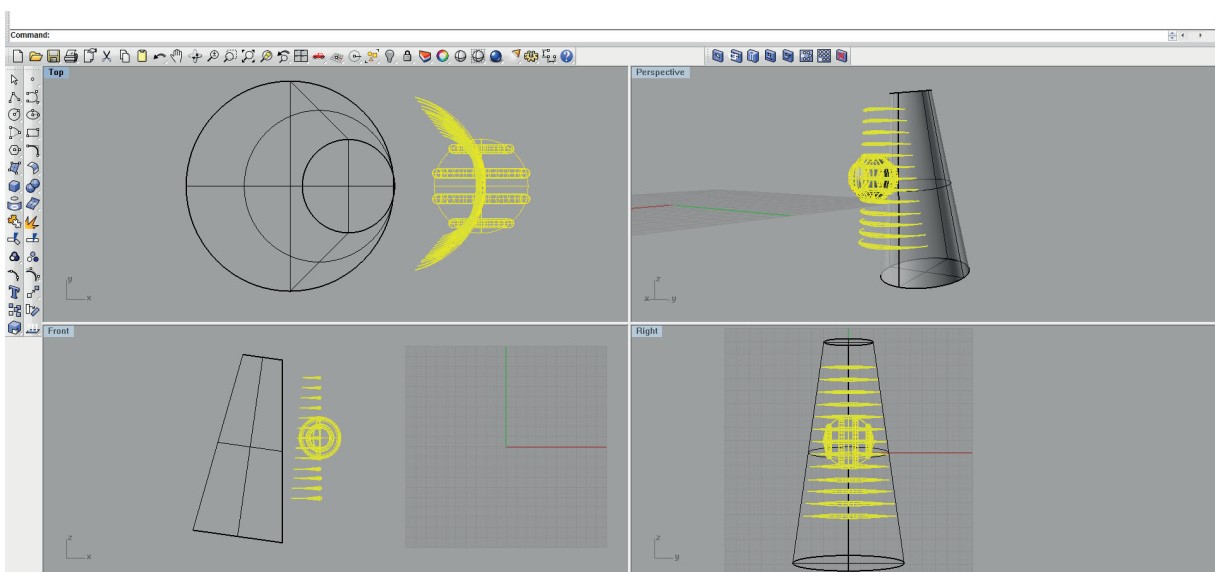 Command:
Top
Perspective
y
x
z
x
y
Front
Right
z
x
z
y